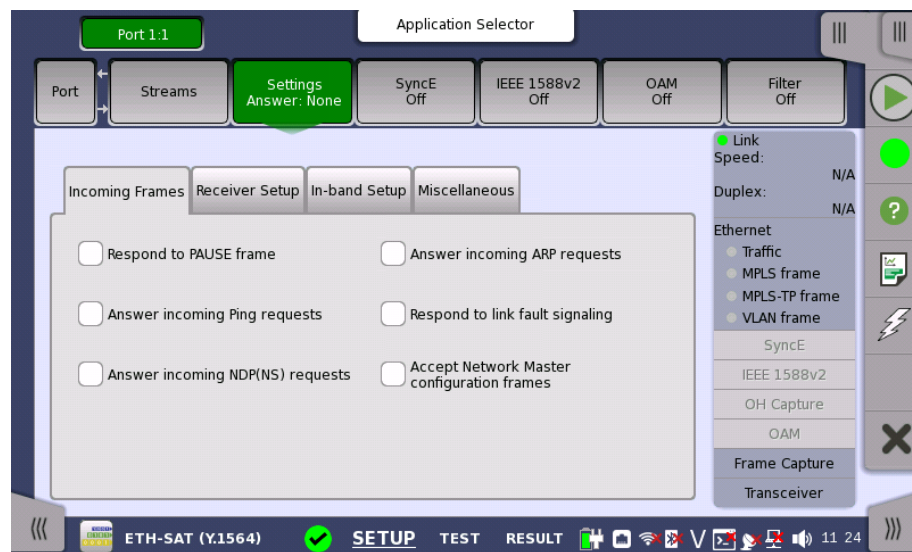 Application Selector
Port 1:1
Port
Streams
Settings
Answer: None
SyncE
Off
IEEE 1588v2
Off
OAM
Off
Filter
Off
Incoming Frames
Receiver Setup
In-band Setup
Miscellaneous
Respond to PAUSE frame
Answer incoming ARP requests
Answer incoming Ping requests
Respond to link fault signaling
Answer incoming NDP(NS) requests
Accept Network Master
configuration frames
Link
Speed:
N/A
Duplex:
N/A
Ethernet
Traffic
MPLS frame
MPLS-TP frame
VLAN frame
SyncE
IEEE 1588v2
OH Capture
OAM
Frame Capture
Transceiver
ETH-SAT (Y.1564)
SETUP
TEST
RESULT
V
11 24